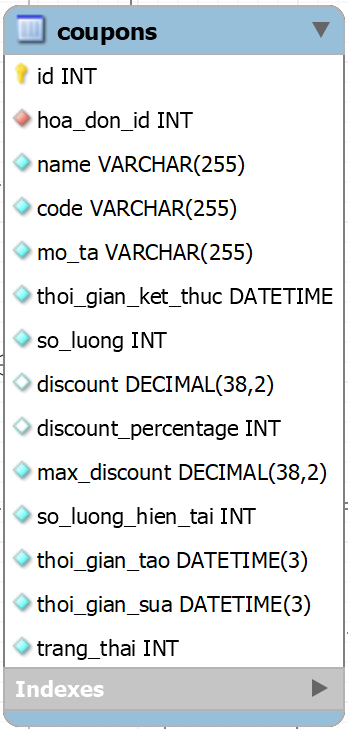 coupons
id INT
hoa_don_id INT
name VARCHAR(255)
code VARCHAR(255)
mo_ta VARCHAR(255)
thoi_gian_ket_thuc DATETIME
so_luong INT
discount DECIMAL(38,2)
discount_percentage INT
max_discount DECIMAL(38,2)
so_luong_hien_tai INT
thoi_gian_tao DATETIME(3)
thoi_gian_sua DATETIME(3)
trang_thai INT
Indexes